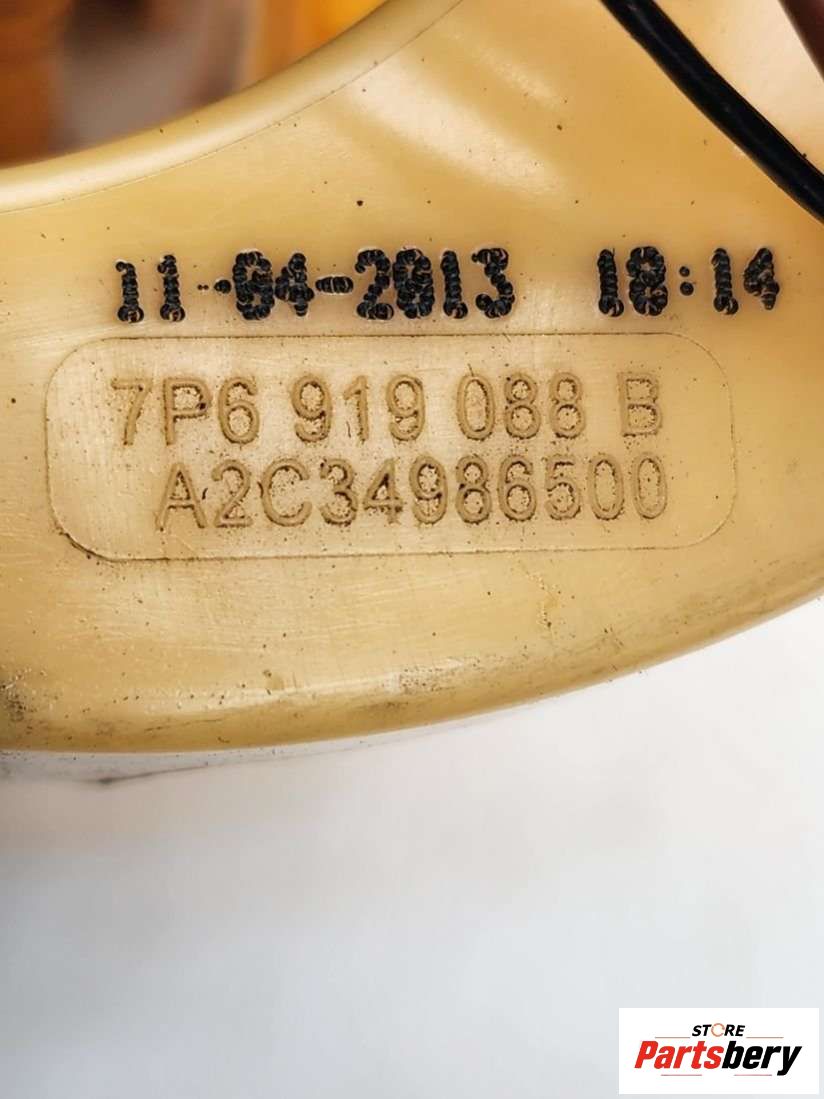 11-04-2013 18:14
7P6 919 088 B
A2C34986500
STORE
Partsbery